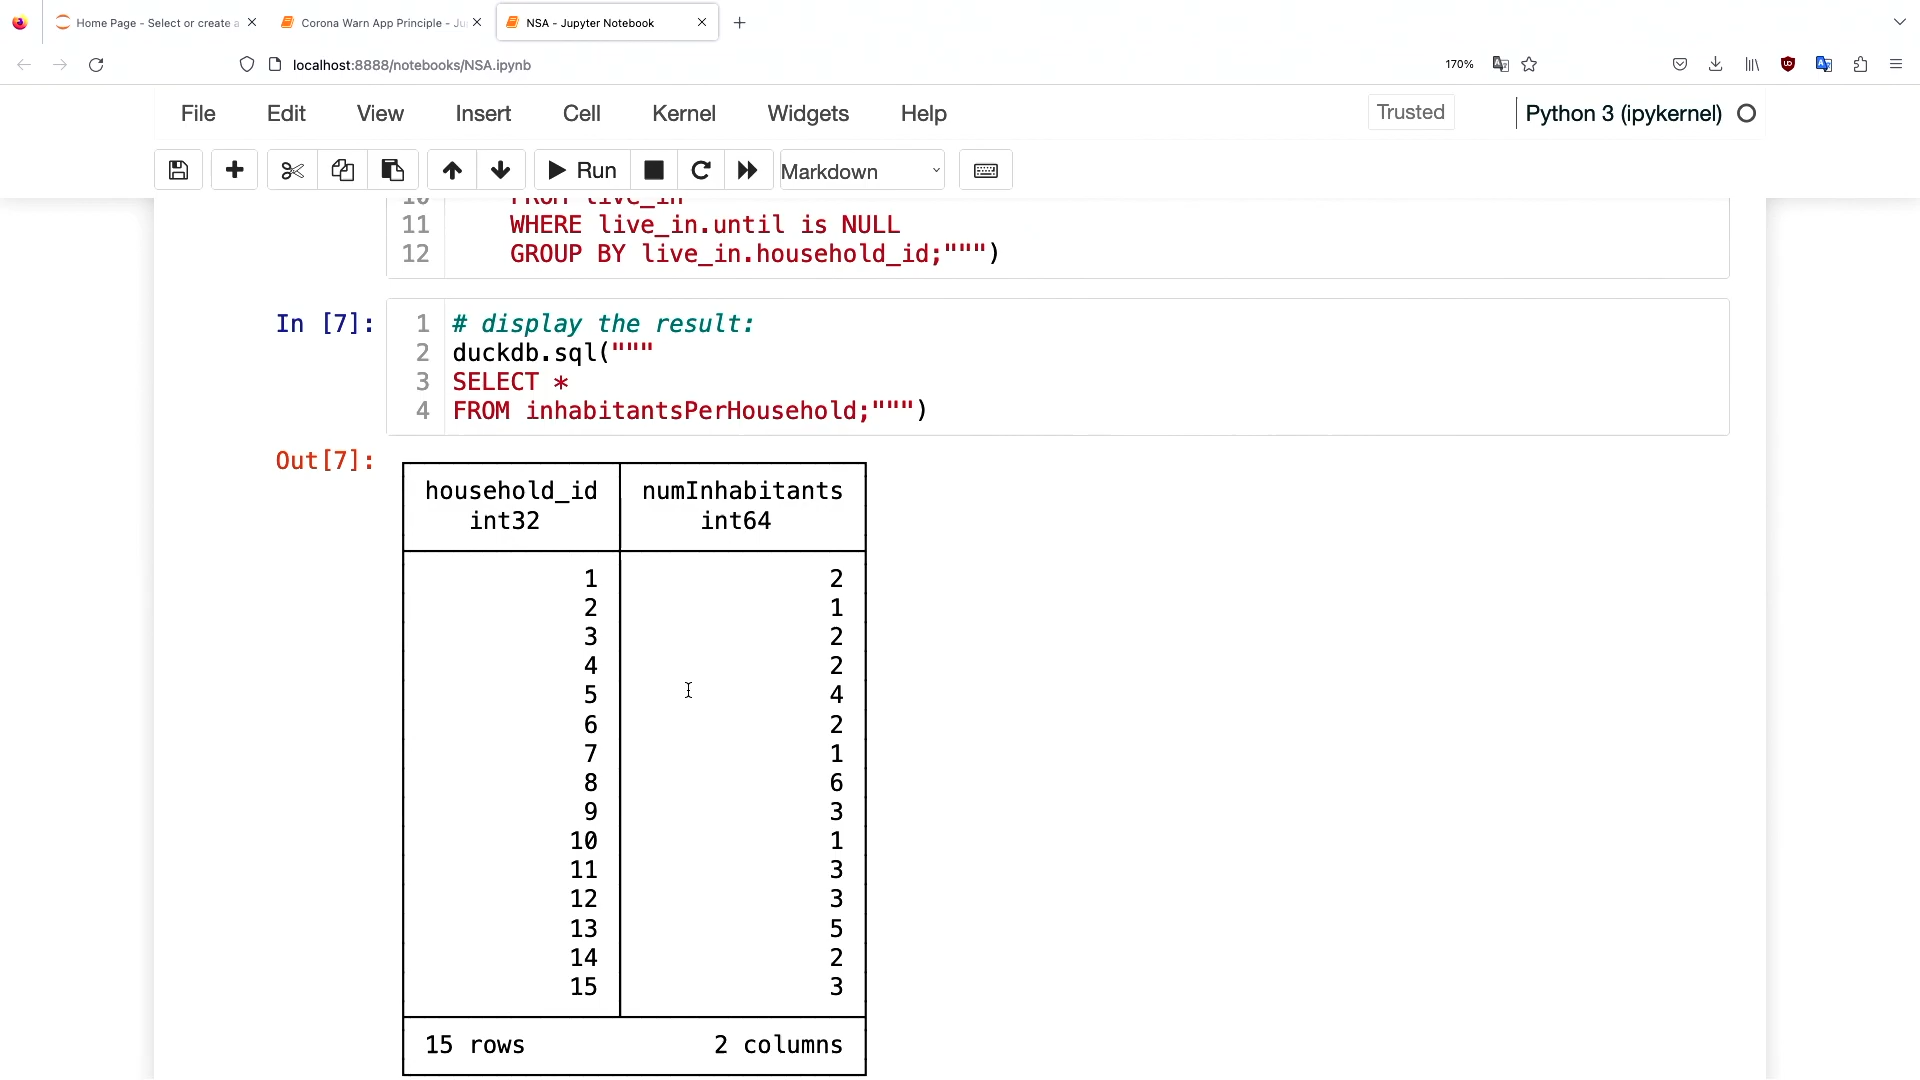 Home Page - Select or create a
Corona Warn App Principle - Ju
NSA - Jupyter Notebook
localhost:8888/notebooks/NSA.ipynb
170%
File Edit View Insert Cell Kernel Widgets Help
Trusted
Python 3 (ipykernel)
Run
Markdown
10 FROM live_in
11 WHERE live_in.until is NULL
12 GROUP BY live_in.household_id;""")
In [7]:
1 # display the result:
2 duckdb.sql("""
3 SELECT *
4 FROM inhabitantsPerHousehold;""")
Out[7]:
household_id numInhabitants
int32 int64
1 2
2 1
3 2
4 2
5 4
6 2
7 1
8 6
9 3
10 1
11 3
12 3
13 5
14 2
15 3
15 rows 2 columns